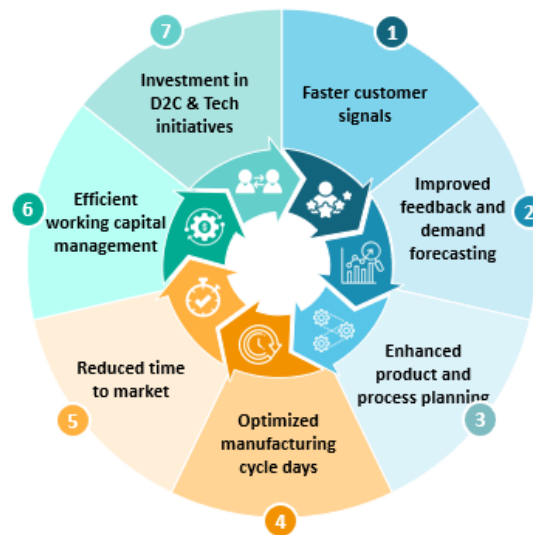 1
Faster customer
signals
2
Improved
feedback and
demand
forecasting
3
Enhanced
product and
process planning
4
Optimized
manufacturing
cycle days
5
Reduced time
to market
6
Efficient
working capital
management
7
Investment in
D2C & Tech
initiatives
$